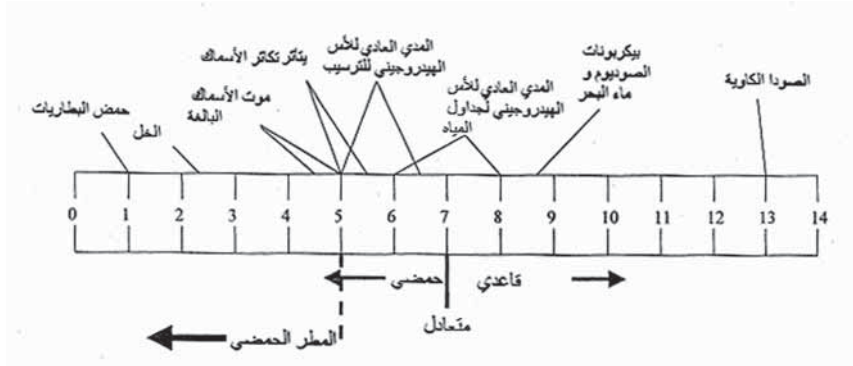 المدي العادي للأس
الهيدروجيني للترسيب
يتأثر تكاثر الأسماك
موت الأسماك
البالغة
حمض البطاريات
الخل
المدي العادي للأس
الهيدروجيني لجداول
المياه
بيكربونات
الصوديوم و
ماء البحر
الصودا الكاوية
0 1 2 3 4 5 6 7 8 9 10 11 12 13 14
حمضي
قاعدي
متعادل
المطر الحمضي